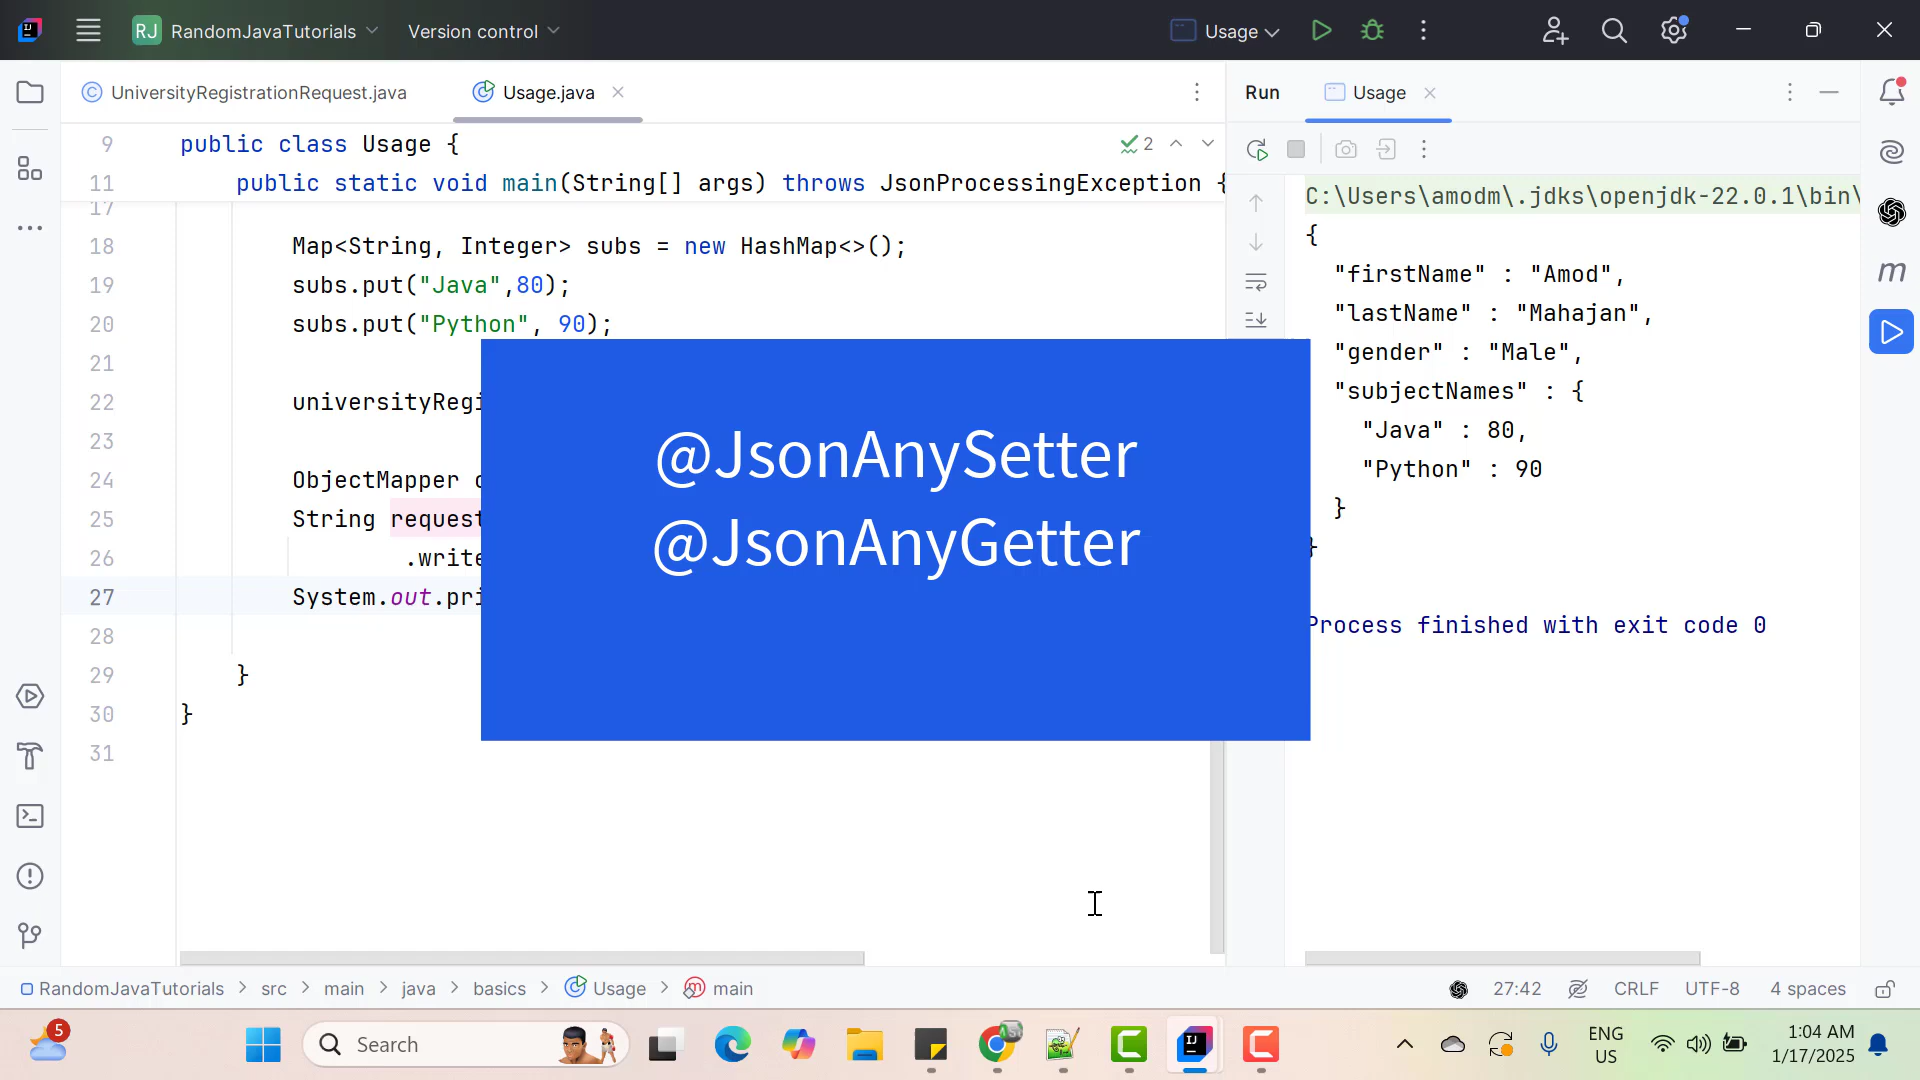 RJ RandomJavaTutorials Version control Usage
UniversityRegistrationRequest.java Usage.java
Run Usage
9 public class Usage {
2
11 public static void main(String[] args) throws JsonProcessingException {
17
18 Map<String, Integer> subs = new HashMap<>();
19 subs.put("Java",80);
20 subs.put("Python", 90);
21
22 universityRegi
23
24 ObjectMapper
25 String request
26 .write
27 System.out.pri
28
29 }
30 }
31
@JsonAnySetter
@JsonAnyGetter
C:\Users\amodm\.jdks\openjdk-22.0.1\bin\
{
"firstName" : "Amod",
"lastName" : "Mahajan",
"gender" : "Male",
"subjectNames" : {
"Java" : 80,
"Python" : 90
}
}
Process finished with exit code 0
m
RandomJavaTutorials > src > main > java > basics > Usage > main
27:42 CRLF UTF-8 4 spaces
5
Search
ENG
US
1:04 AM
1/17/2025